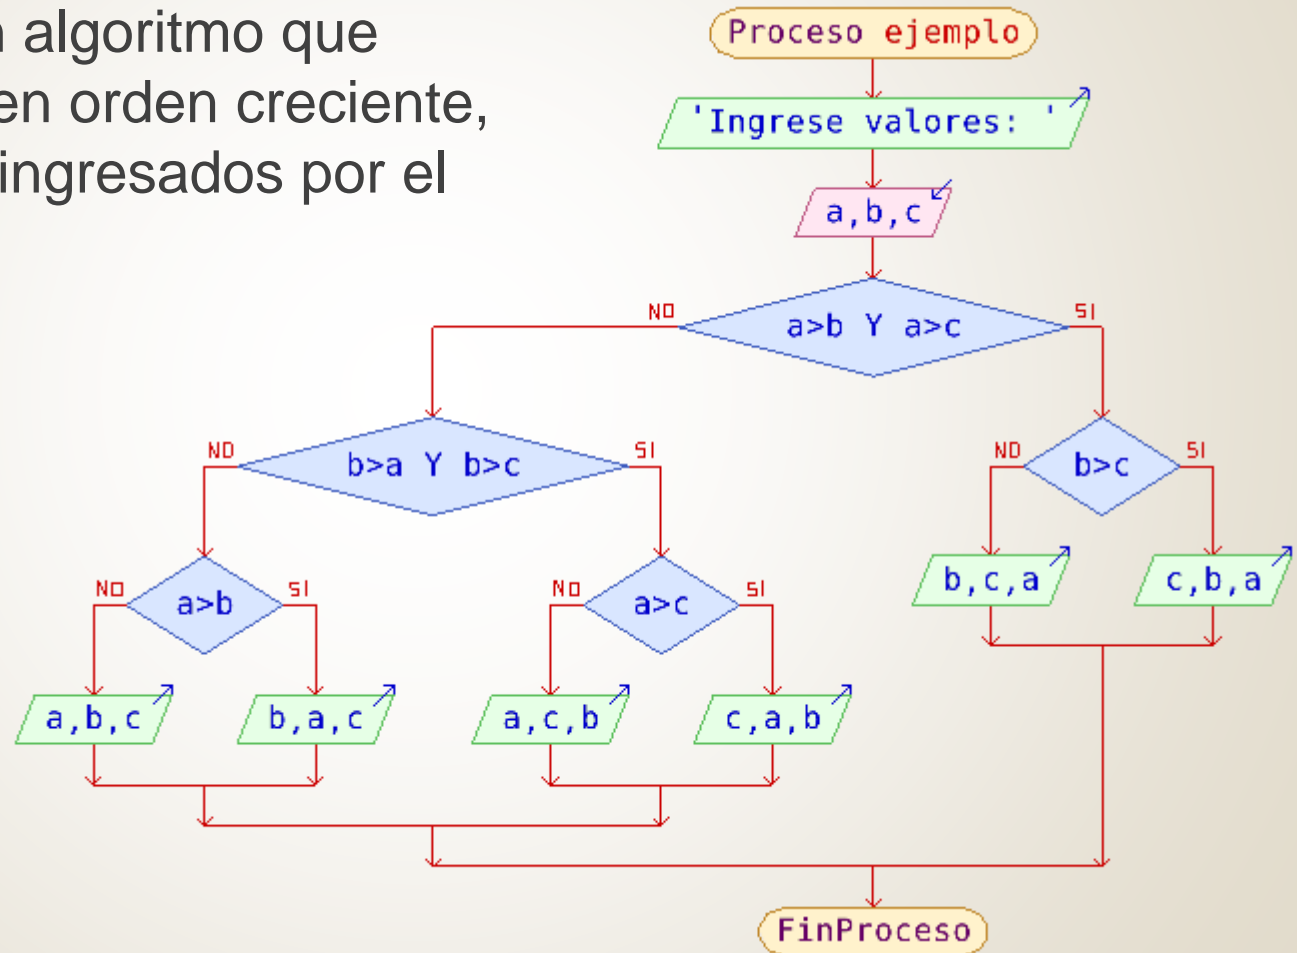 algoritmo que
en orden creciente,
ingresados por el
Proceso ejemplo
'Ingrese valores: '
a,b,c
a>b Y a>c
NO
SI
b>a Y b>c
NO
SI
b>c
NO
SI
a>b
NO
SI
a>c
NO
SI
b,c,a
c,b,a
a,b,c
b,a,c
a,c,b
c,a,b
FinProceso